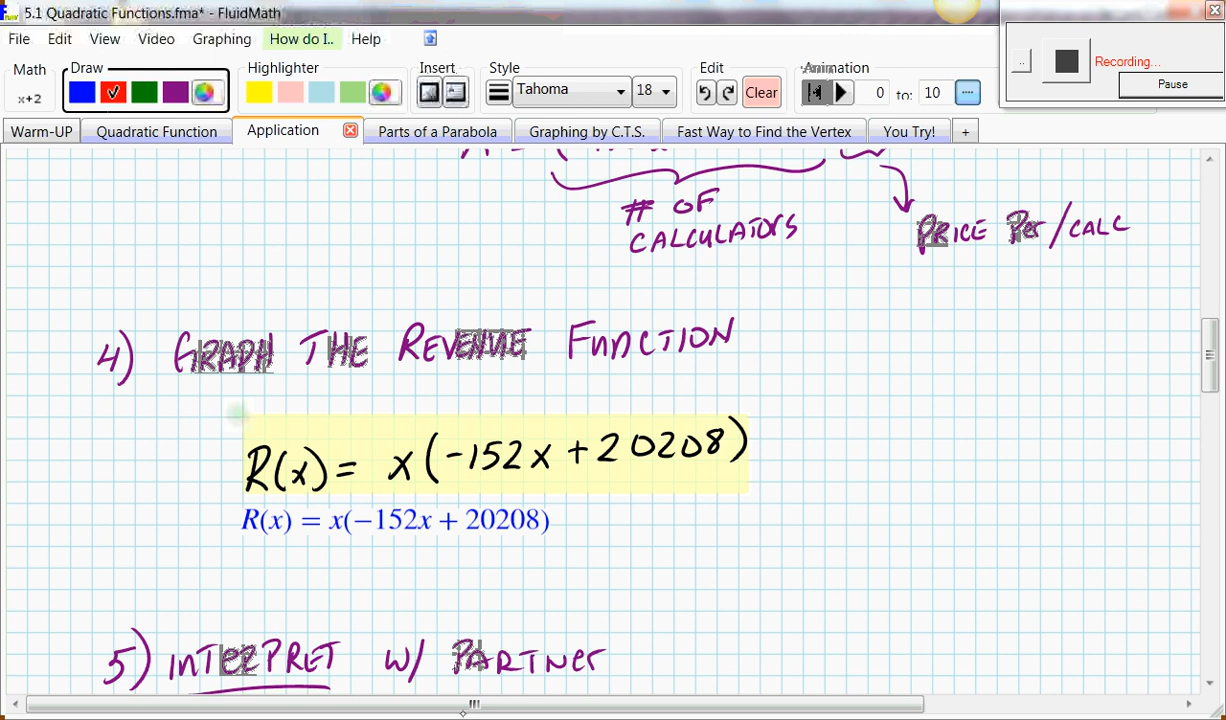 5.1 Quadratic Functions.fma* - FluidMath
File Edit View Video Graphing How do I.. Help
Recording...
Pause
Math
x+2
Draw
Highlighter
Insert
Style
Tahoma 18
Edit
Clear
Animation
0 to: 10
Warm-UP Quadratic Function Application Parts of a Parabola Graphing by C.T.S. Fast Way to Find the Vertex You Try! +
# OF
CALCULATORS
PRICE PER/CALC
4) GRAPH THE REVENUE FUNCTION
R(x) = x(-152x + 20208)
R(x) = x(−152x + 20208)
5) INTERPRET W/ PARTNER